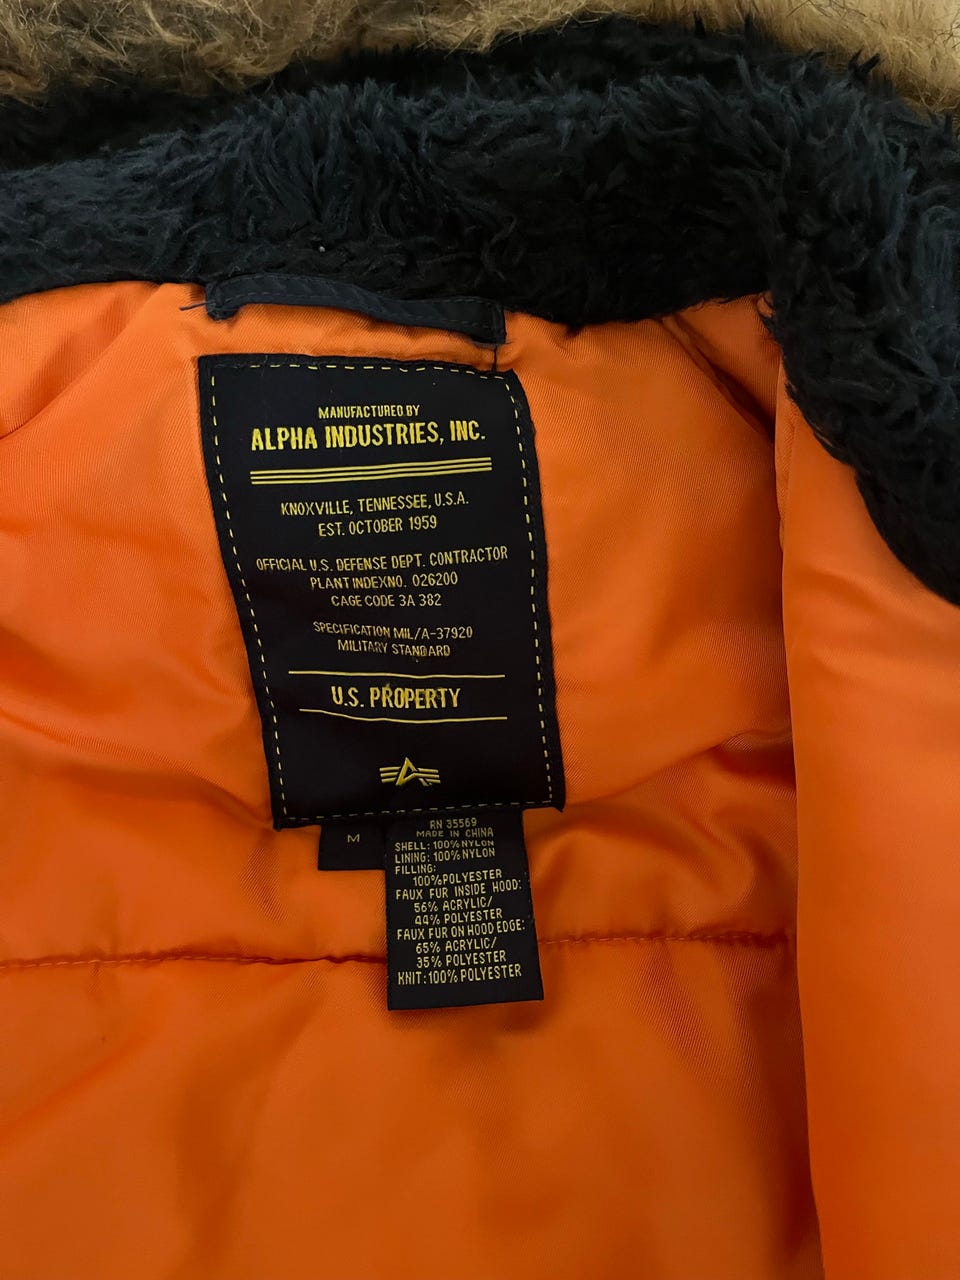 MANUFACTURED BY
ALPHA INDUSTRIES, INC.
KNOXVILLE, TENNESSEE, U.S.A.
EST. OCTOBER 1959
OFFICIAL U.S. DEFENSE DEPT. CONTRACTOR
PLANT INDEXNO. 026200
CAGE CODE 3A 382
SPECIFICATION MIL/A-37920
MILITARY STANDARD
U.S. PROPERTY
M
RN 35569
MADE IN CHINA
SHELL: 100% NYLON
LINING: 100% NYLON
FILLING:
100%POLYESTER
FAUX FUR INSIDE HOOD:
56% ACRYLIC/
44% POLYESTER
FAUX FUR ON HOOD EDGE:
65% ACRYLIC/
35% POLYESTER
KNIT:100% POLYESTER